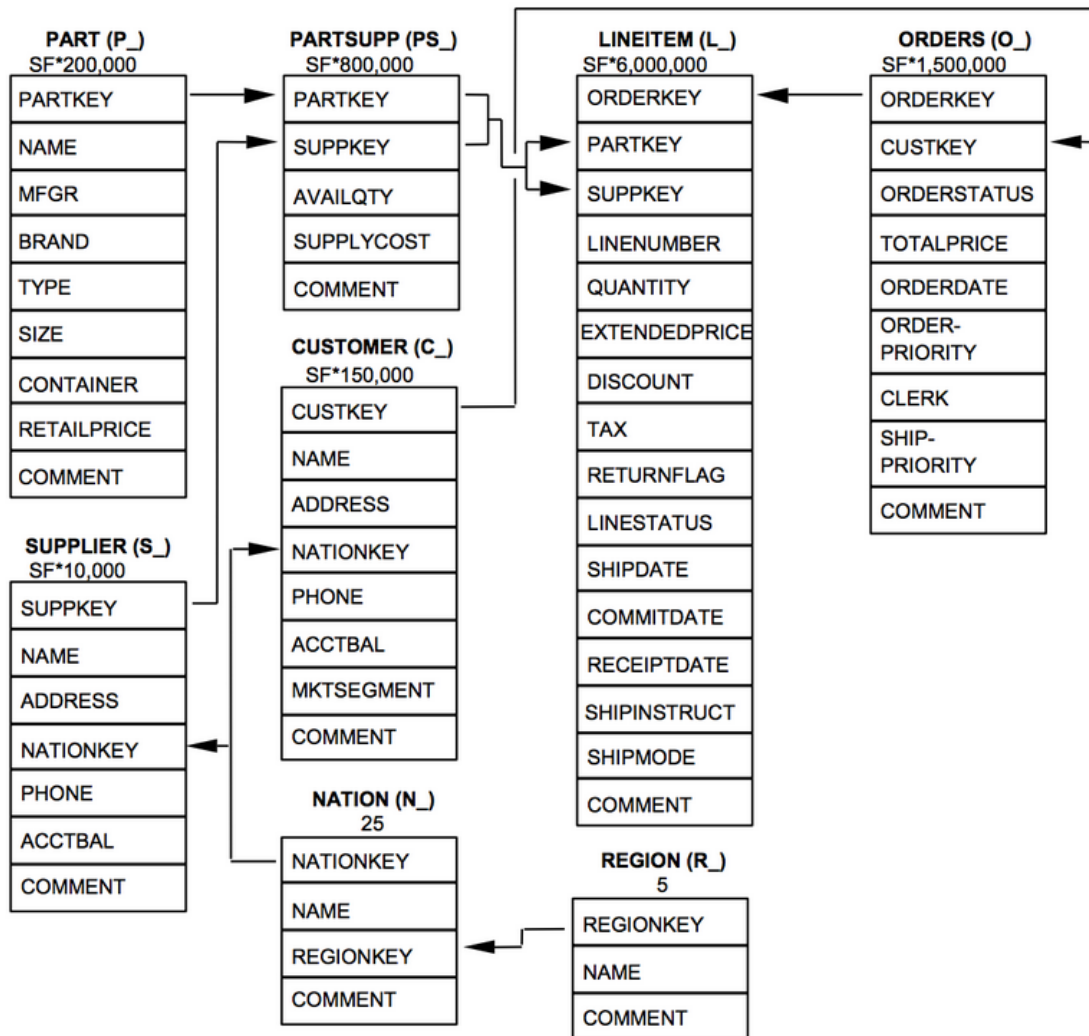 PART (P_)
SF*200,000
PARTKEY
NAME
MFGR
BRAND
TYPE
SIZE
CONTAINER
RETAILPRICE
COMMENT
SUPPLIER (S_)
SF*10,000
SUPPKEY
NAME
ADDRESS
NATIONKEY
PHONE
ACCTBAL
COMMENT
PARTSUPP (PS_)
SF*800,000
PARTKEY
SUPPKEY
AVAILQTY
SUPPLYCOST
COMMENT
CUSTOMER (C_)
SF*150,000
CUSTKEY
NAME
ADDRESS
NATIONKEY
PHONE
ACCTBAL
MKTSEGMENT
COMMENT
NATION (N_)
25
NATIONKEY
NAME
REGIONKEY
COMMENT
LINEITEM (L_)
SF*6,000,000
ORDERKEY
PARTKEY
SUPPKEY
LINENUMBER
QUANTITY
EXTENDEDPRICE
DISCOUNT
TAX
RETURNFLAG
LINESTATUS
SHIPDATE
COMMITDATE
RECEIPTDATE
SHIPINSTRUCT
SHIPMODE
COMMENT
REGION (R_)
5
REGIONKEY
NAME
COMMENT
ORDERS (O_)
SF*1,500,000
ORDERKEY
CUSTKEY
ORDERSTATUS
TOTALPRICE
ORDERDATE
ORDER-
PRIORITY
CLERK
SHIP-
PRIORITY
COMMENT